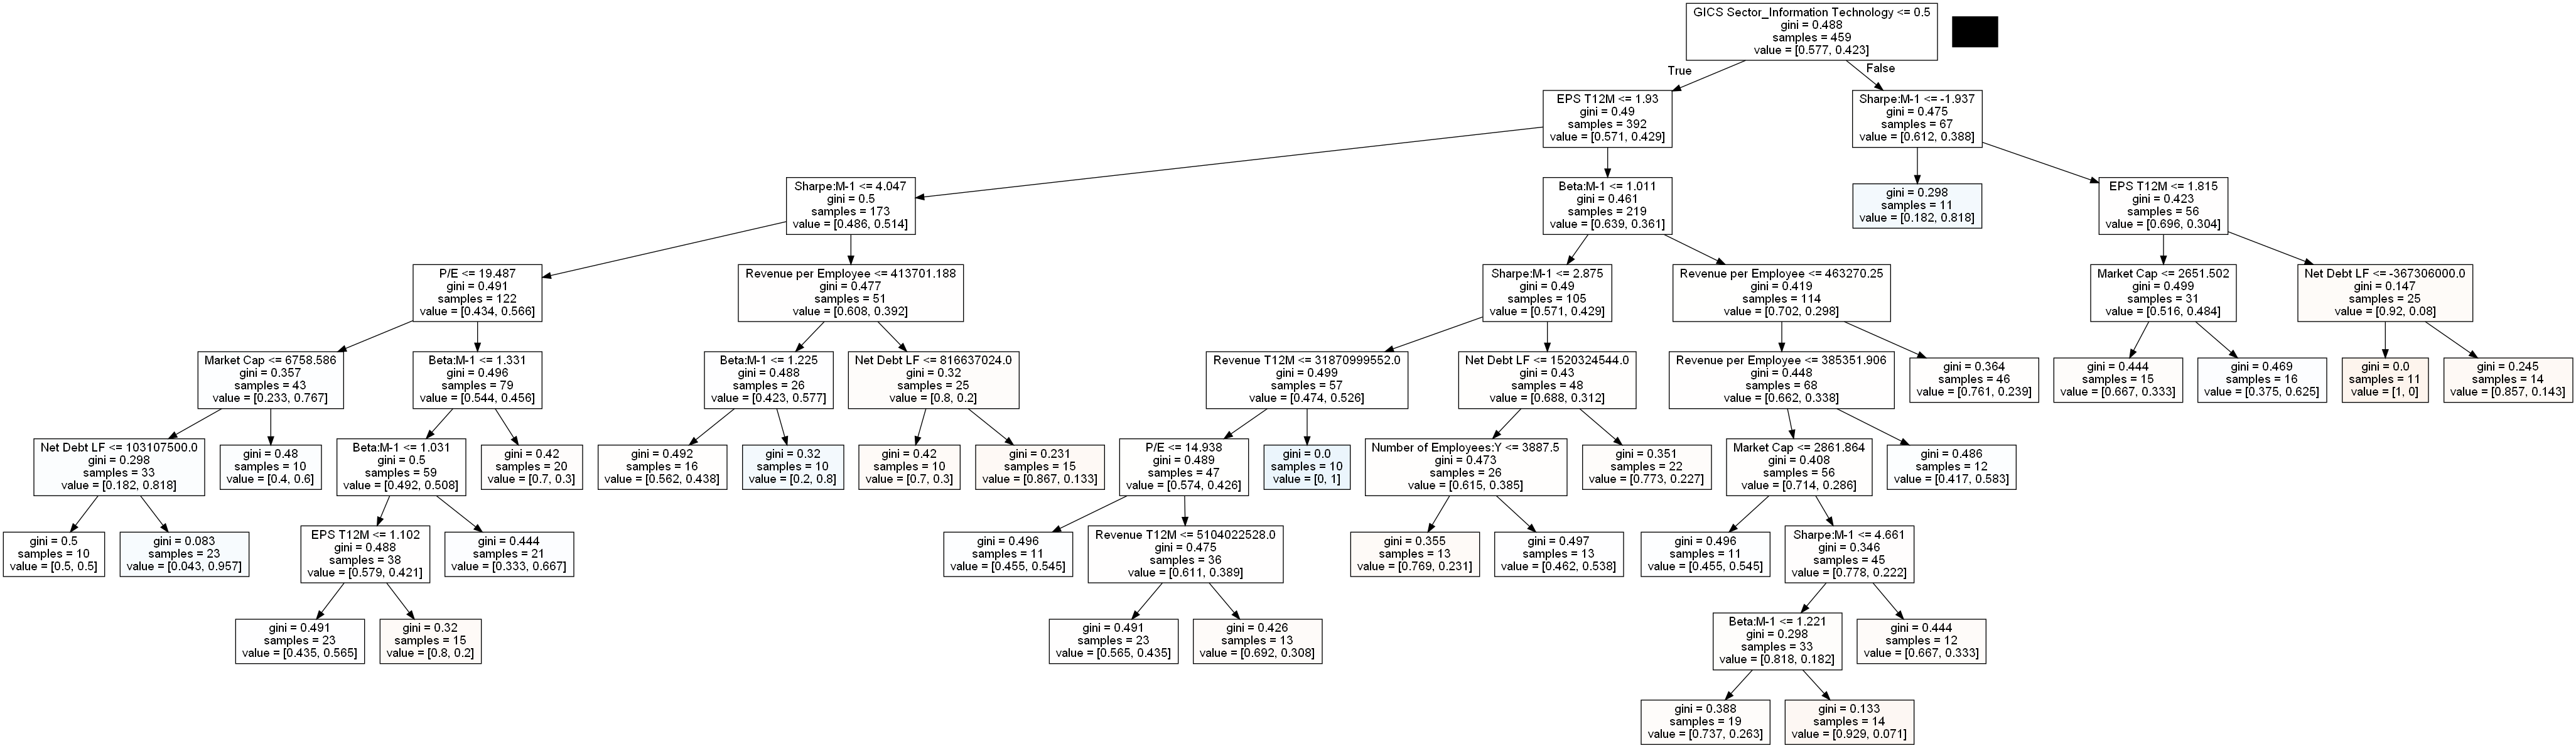 GICS Sector_Information Technology <= 0.5
gini = 0.488
samples = 459
value = [0.577, 0.423]
True
False
EPS T12M <= 1.93
gini = 0.49
samples = 392
value = [0.571, 0.429]
Sharpe:M-1 <= -1.937
gini = 0.475
samples = 67
value = [0.612, 0.388]
Sharpe:M-1 <= 4.047
gini = 0.5
samples = 173
value = [0.486, 0.514]
Beta:M-1 <= 1.011
gini = 0.461
samples = 219
value = [0.639, 0.361]
gini = 0.298
samples = 11
value = [0.182, 0.818]
EPS T12M <= 1.815
gini = 0.423
samples = 56
value = [0.696, 0.304]
P/E <= 19.487
gini = 0.491
samples = 122
value = [0.434, 0.566]
Revenue per Employee <= 413701.188
gini = 0.477
samples = 51
value = [0.608, 0.392]
Sharpe:M-1 <= 2.875
gini = 0.49
samples = 105
value = [0.571, 0.429]
Revenue per Employee <= 463270.25
gini = 0.419
samples = 114
value = [0.702, 0.298]
Market Cap <= 2651.502
gini = 0.499
samples = 31
value = [0.516, 0.484]
Net Debt LF <= -367306000.0
gini = 0.147
samples = 25
value = [0.92, 0.08]
Market Cap <= 6758.586
gini = 0.357
samples = 43
value = [0.233, 0.767]
Beta:M-1 <= 1.331
gini = 0.496
samples = 79
value = [0.544, 0.456]
Beta:M-1 <= 1.225
gini = 0.488
samples = 26
value = [0.423, 0.577]
Net Debt LF <= 816637024.0
gini = 0.32
samples = 25
value = [0.8, 0.2]
Revenue T12M <= 31870999552.0
gini = 0.499
samples = 57
value = [0.474, 0.526]
Net Debt LF <= 1520324544.0
gini = 0.43
samples = 48
value = [0.688, 0.312]
Revenue per Employee <= 385351.906
gini = 0.448
samples = 68
value = [0.662, 0.338]
gini = 0.364
samples = 46
value = [0.761, 0.239]
gini = 0.444
samples = 15
value = [0.667, 0.333]
gini = 0.469
samples = 16
value = [0.375, 0.625]
gini = 0.0
samples = 11
value = [1, 0]
gini = 0.245
samples = 14
value = [0.857, 0.143]
Net Debt LF <= 103107500.0
gini = 0.298
samples = 33
value = [0.182, 0.818]
gini = 0.48
samples = 10
value = [0.4, 0.6]
Beta:M-1 <= 1.031
gini = 0.5
samples = 59
value = [0.492, 0.508]
gini = 0.42
samples = 20
value = [0.7, 0.3]
gini = 0.492
samples = 16
value = [0.562, 0.438]
gini = 0.32
samples = 10
value = [0.2, 0.8]
gini = 0.42
samples = 10
value = [0.7, 0.3]
gini = 0.231
samples = 15
value = [0.867, 0.133]
P/E <= 14.938
gini = 0.489
samples = 47
value = [0.574, 0.426]
gini = 0.0
samples = 10
value = [0, 1]
Number of Employees:Y <= 3887.5
gini = 0.473
samples = 26
value = [0.615, 0.385]
gini = 0.351
samples = 22
value = [0.773, 0.227]
Market Cap <= 2861.864
gini = 0.408
samples = 56
value = [0.714, 0.286]
gini = 0.486
samples = 12
value = [0.417, 0.583]
gini = 0.5
samples = 10
value = [0.5, 0.5]
gini = 0.083
samples = 23
value = [0.043, 0.957]
EPS T12M <= 1.102
gini = 0.488
samples = 38
value = [0.579, 0.421]
gini = 0.444
samples = 21
value = [0.333, 0.667]
gini = 0.496
samples = 11
value = [0.455, 0.545]
Revenue T12M <= 5104022528.0
gini = 0.475
samples = 36
value = [0.611, 0.389]
gini = 0.355
samples = 13
value = [0.769, 0.231]
gini = 0.497
samples = 13
value = [0.462, 0.538]
gini = 0.496
samples = 11
value = [0.455, 0.545]
Sharpe:M-1 <= 4.661
gini = 0.346
samples = 45
value = [0.778, 0.222]
gini = 0.491
samples = 23
value = [0.435, 0.565]
gini = 0.32
samples = 15
value = [0.8, 0.2]
gini = 0.491
samples = 23
value = [0.565, 0.435]
gini = 0.426
samples = 13
value = [0.692, 0.308]
Beta:M-1 <= 1.221
gini = 0.298
samples = 33
value = [0.818, 0.182]
gini = 0.444
samples = 12
value = [0.667, 0.333]
gini = 0.388
samples = 19
value = [0.737, 0.263]
gini = 0.133
samples = 14
value = [0.929, 0.071]